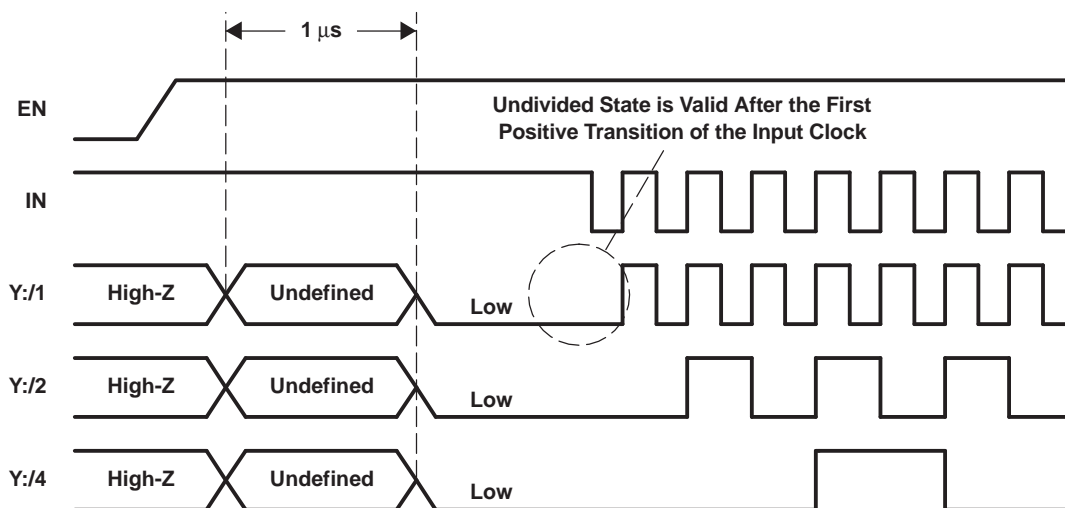 1 μs
EN
Undivided State is Valid After the First
Positive Transition of the Input Clock
IN
Y:/1
High-Z
Undefined
Low
Y:/2
High-Z
Undefined
Low
Y:/4
High-Z
Undefined
Low